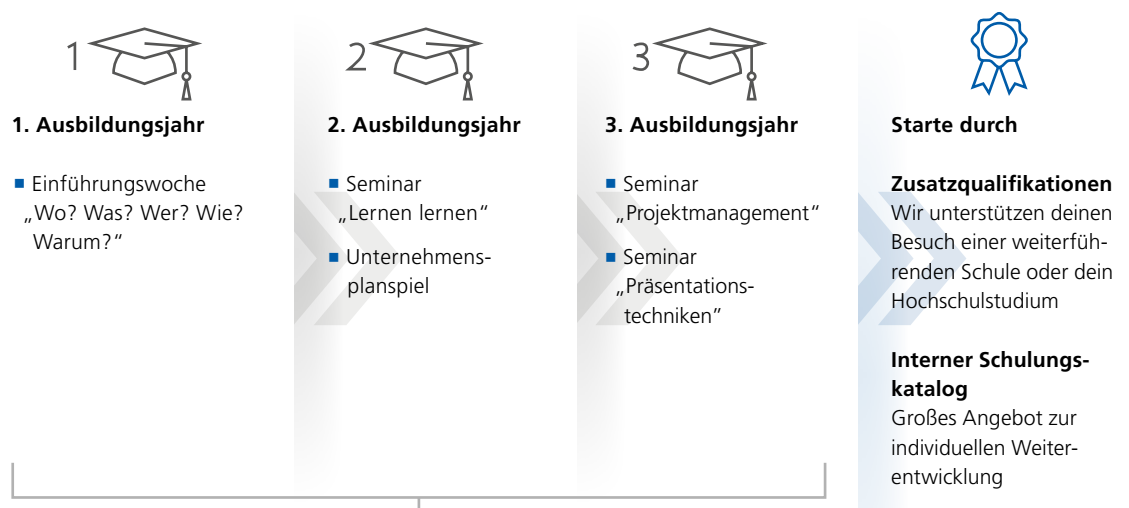 1
1. Ausbildungsjahr
■ Einführungswoche
„Wo? Was? Wer? Wie?
Warum?“
2
2. Ausbildungsjahr
■ Seminar
„Lernen lernen“
■ Unternehmens-
planspiel
3
3. Ausbildungsjahr
■ Seminar
„Projektmanagement“
■ Seminar
„Präsentations-
techniken”
Starte durch
Zusatzqualifikationen
Wir unterstützen deinen
Besuch einer weiterfüh-
renden Schule oder dein
Hochschulstudium
Interner Schulungs-
katalog
Großes Angebot zur
individuellen Weiter-
entwicklung